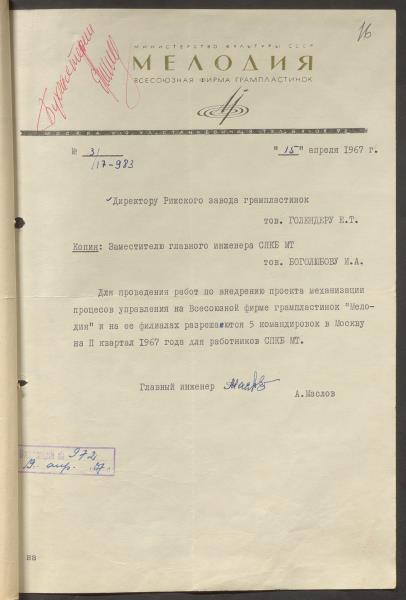 16
МИНИСТЕРСТВО КУЛЬТУРЫ СССР
МЕЛОДИЯ
ВСЕСОЮЗНАЯ ФИРМА ГРАМПЛАСТИНОК
№ 31/17-983
"15" апреля 1967 г.
Директору Рижского завода грампластинок
тов. ГОЛЕНДЕРУ Е.Т.
Копия: Заместителю главного инженера СПКБ МТ
тов. БОГОЛЮБОВУ И.А.
Для проведения работ по внедрению проекта механизации
процесов управления на Всесоюзной фирме грампластинок "Мело-
дия" и на ее филиалах разрешаются 5 командировок в Москву
на II квартал 1967 года для работников СПКБ МТ.
Главный инженер
А.Маслов
972
19. апр. 67.
вв